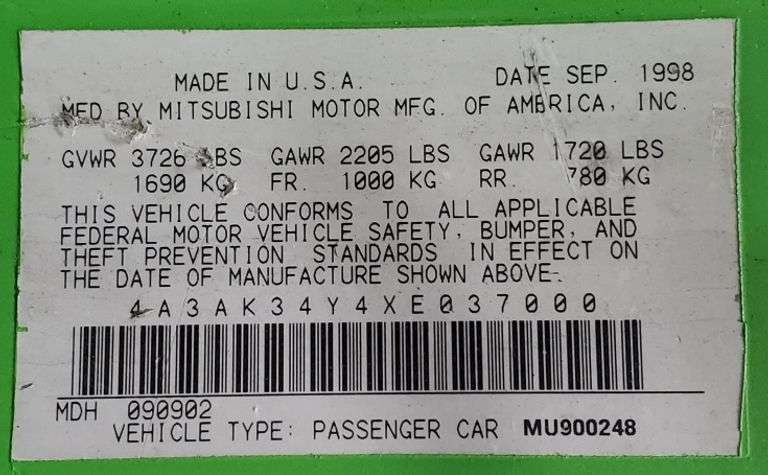 MADE IN U.S.A. DATE SEP. 1998
MFD BY MITSUBISHI MOTOR MFG. OF AMERICA, INC.
GVWR 3726 LBS GAWR 2205 LBS GAWR 1720 LBS
1690 KG FR. 1000 KG RR. 780 KG
THIS VEHICLE CONFORMS TO ALL APPLICABLE
FEDERAL MOTOR VEHICLE SAFETY, BUMPER, AND
THEFT PREVENTION STANDARDS IN EFFECT ON
THE DATE OF MANUFACTURE SHOWN ABOVE.
4A3AK34Y4XE037000
MDH 090902
VEHICLE TYPE: PASSENGER CAR MU900248